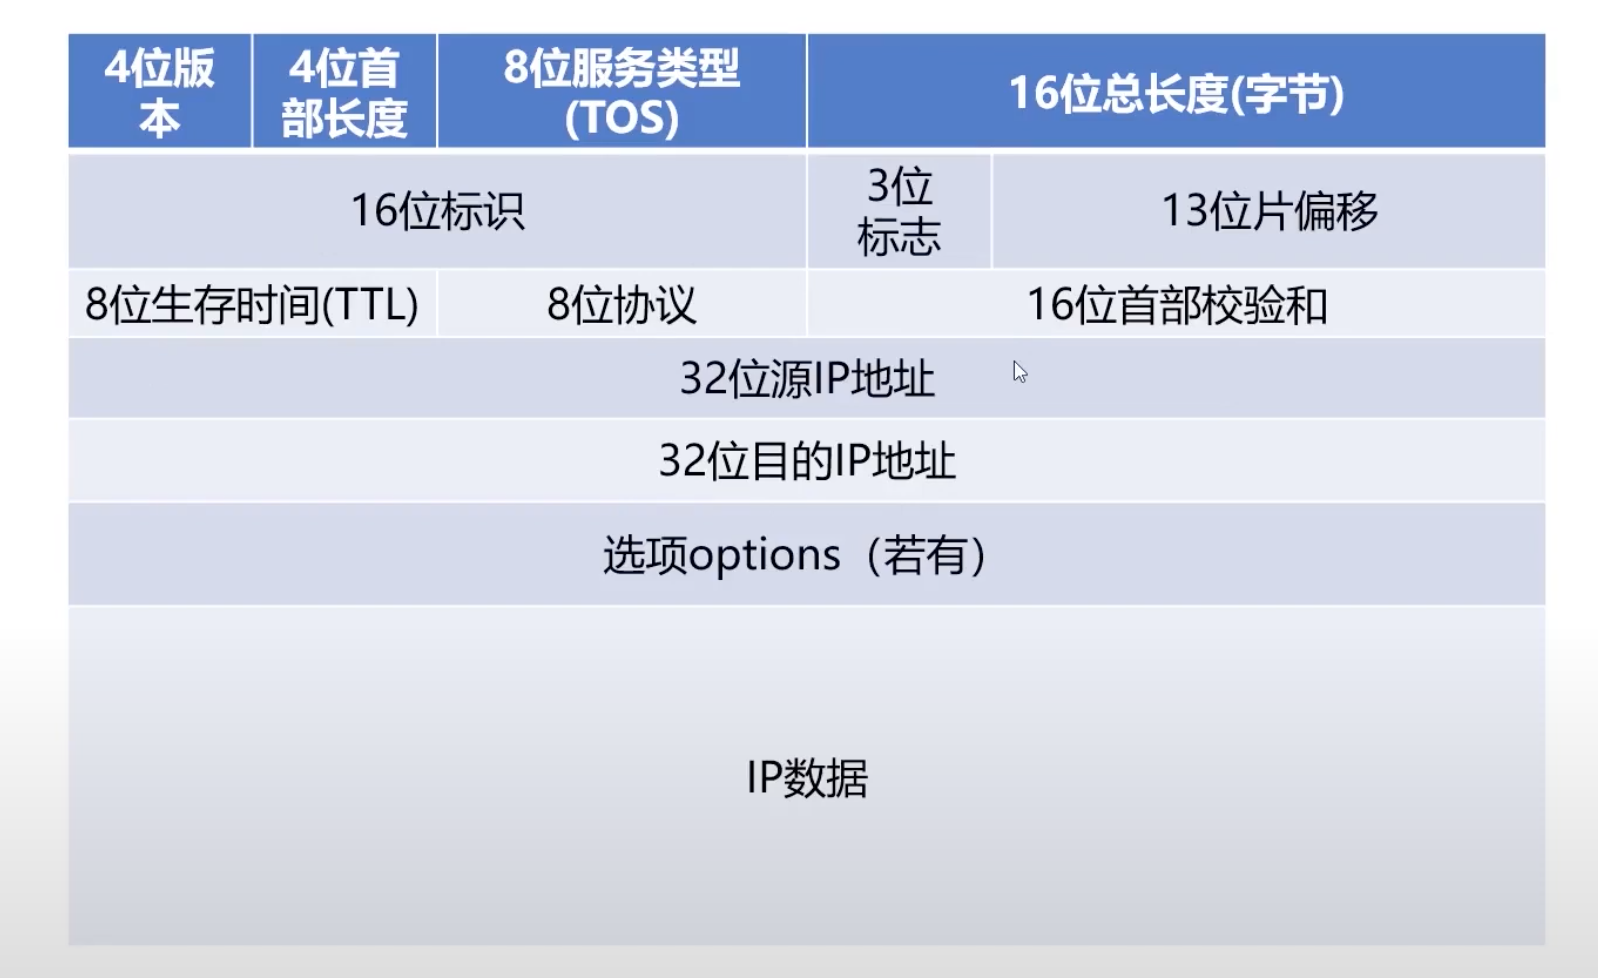 4位版
本
4位首
部长度
8位服务类型
(TOS)
16位总长度(字节)
16位标识
3位
标志
13位片偏移
8位生存时间(TTL)
8位协议
16位首部校验和
32位源IP地址
32位目的IP地址
选项options（若有）
IP数据